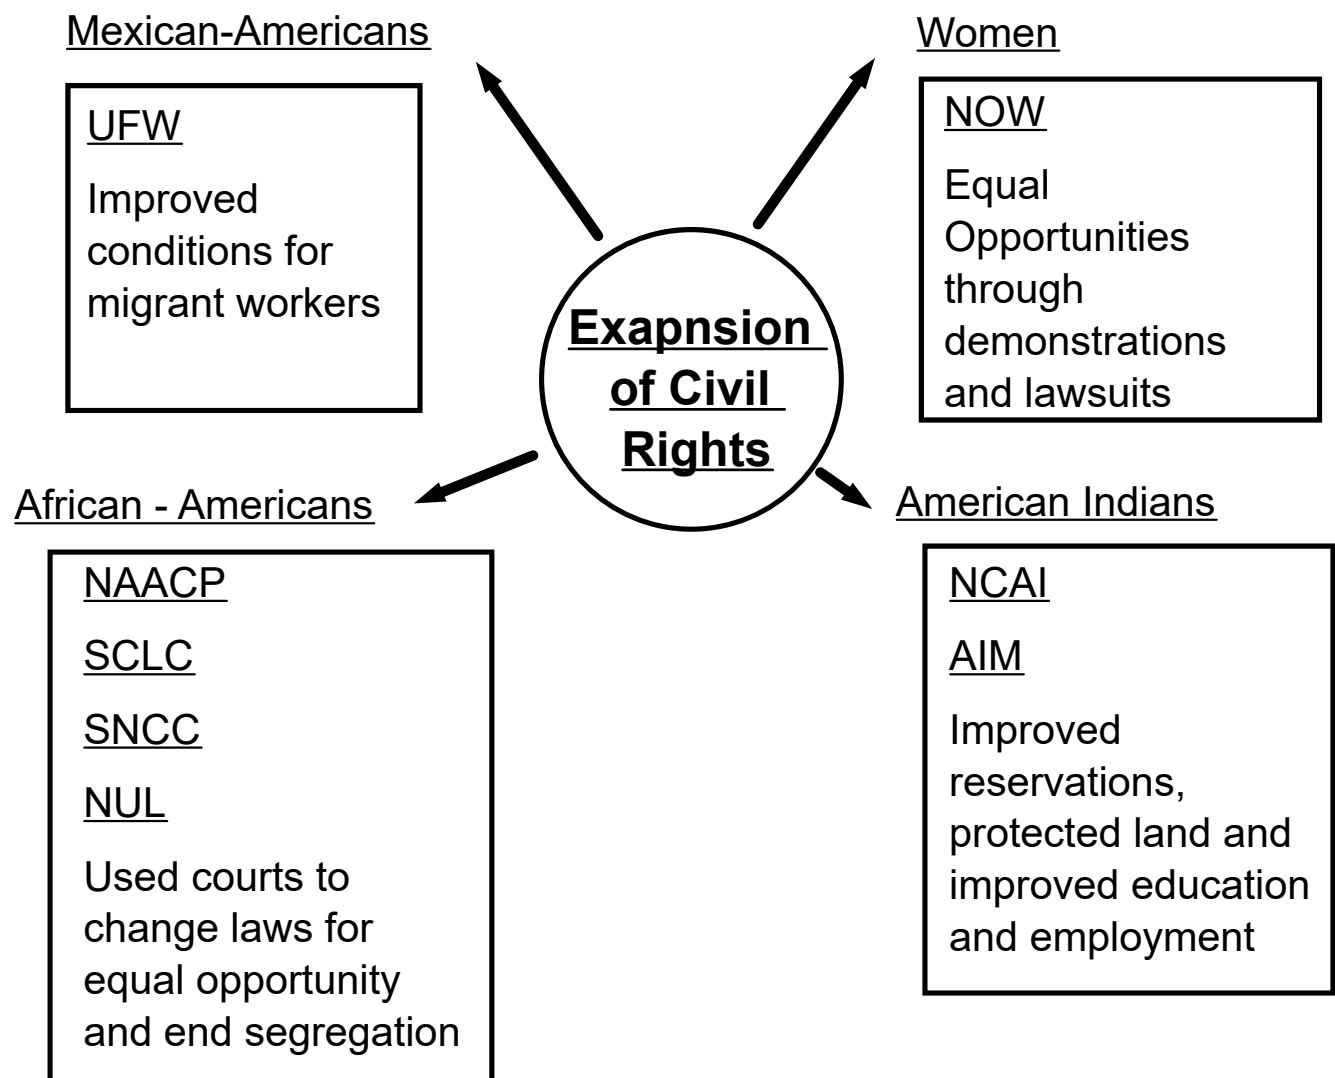 Mexican-Americans
UFW
Improved
conditions for
migrant workers
Women
NOW
Equal
Opportunities
through
demonstrations
and lawsuits
Exapnsion
of Civil
Rights
African - Americans
NAACP
SCLC
SNCC
NUL
Used courts to
change laws for
equal opportunity
and end segregation
American Indians
NCAI
AIM
Improved
reservations,
protected land and
improved education
and employment